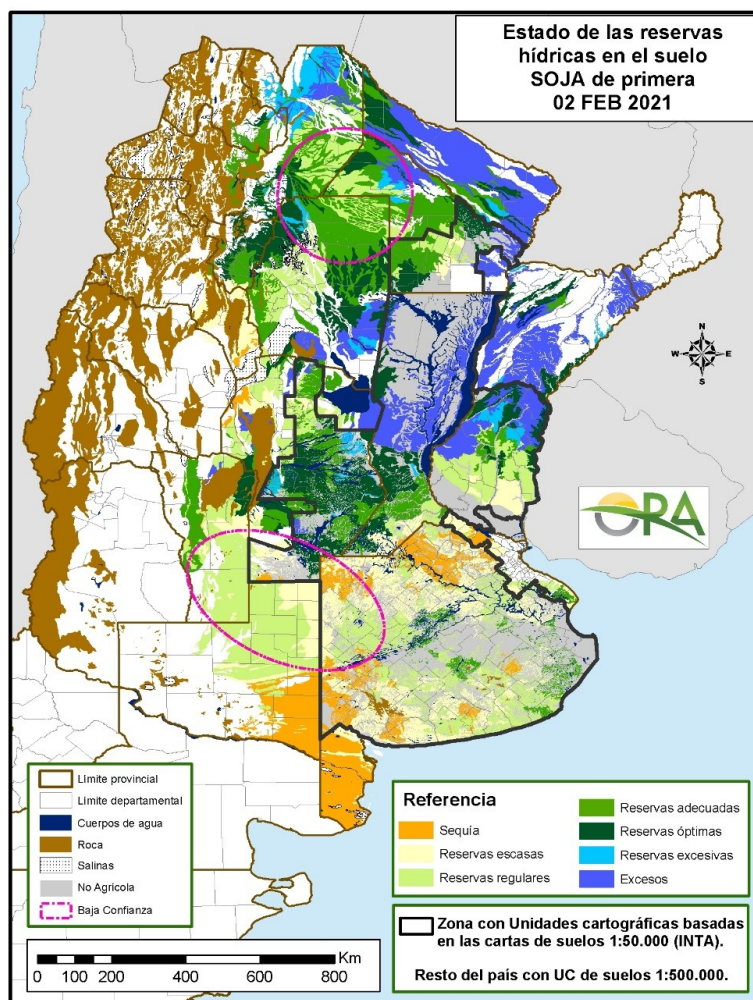 Estado de las reservas
hídricas en el suelo
SOJA de primera
02 FEB 2021
N
W
E
S
ORA
Límite provincial
Límite departamental
Cuerpos de agua
Roca
Salinas
No Agricola
Baja Confianza
Referencia
Sequía
Reservas escasas
Reservas regulares
Reservas adecuadas
Reservas óptimas
Reservas excesivas
Excesos
Zona con Unidades cartográficas basadas
en las cartas de suelos 1:50.000 (INTA).
Resto del país con UC de suelos 1:500.000.
Km
0 100 200 400 600 800